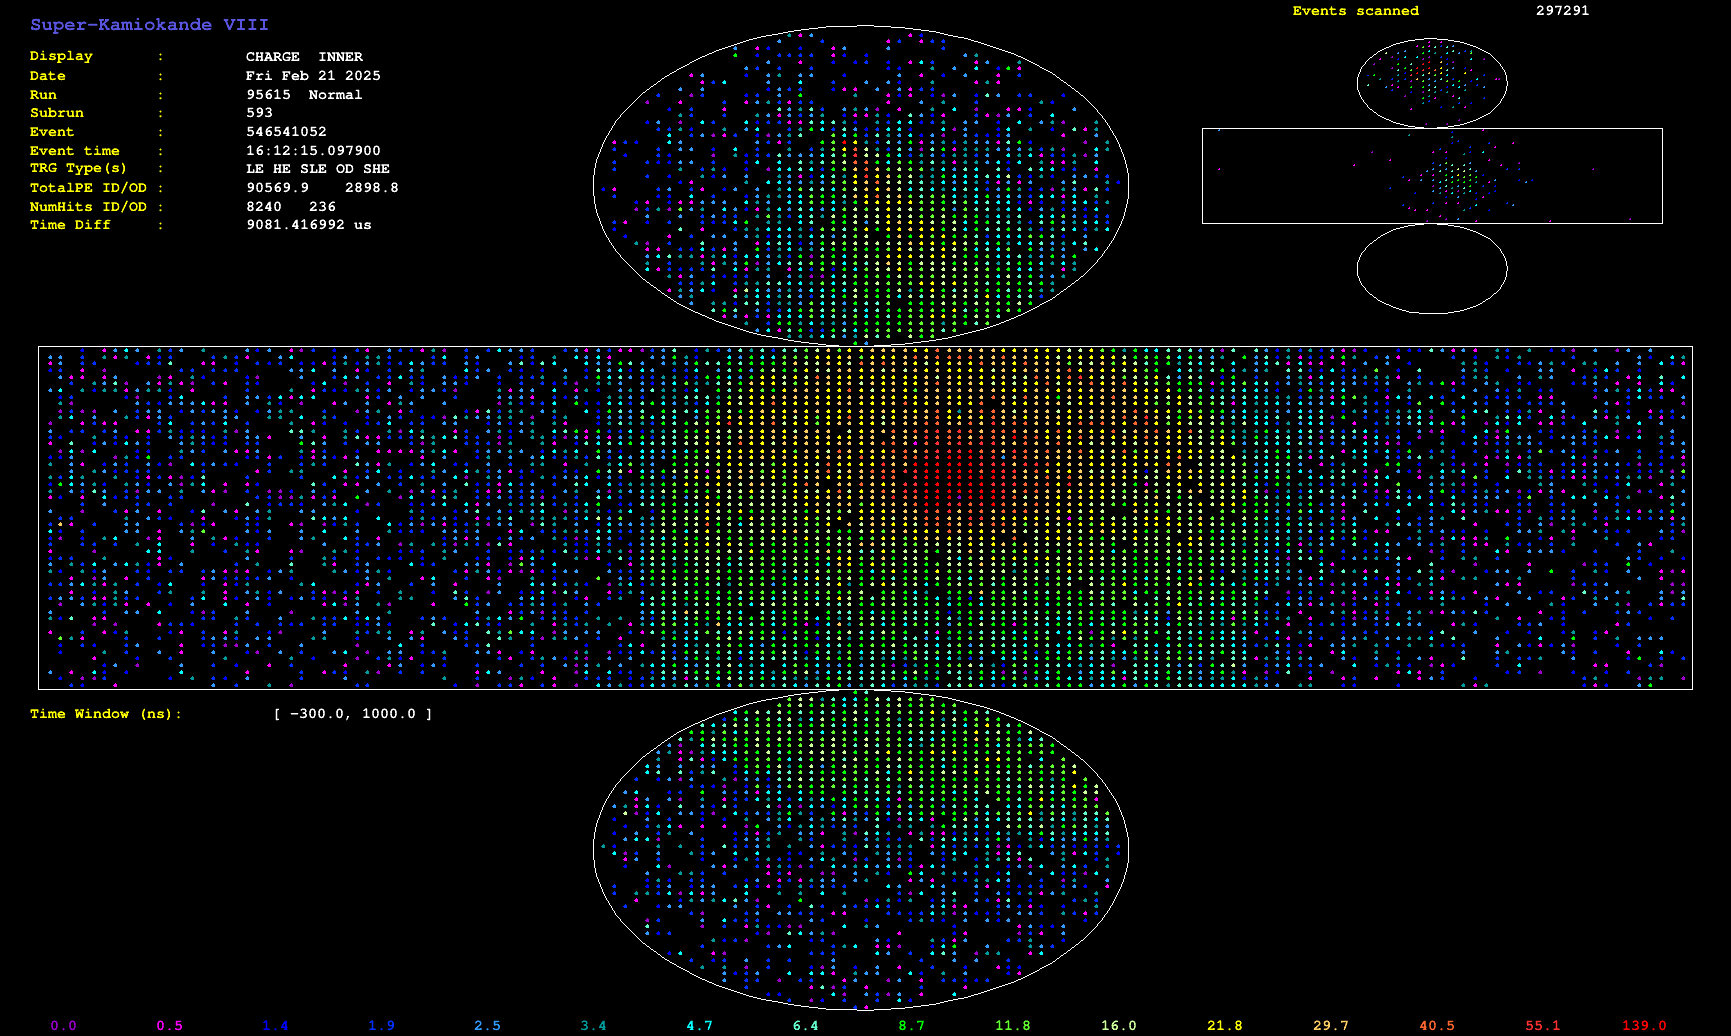 Super-Kamiokande VIII
Events scanned 297291
Display : CHARGE INNER
Date : Fri Feb 21 2025
Run : 95615 Normal
Subrun : 593
Event : 546541052
Event time : 16:12:15.097900
TRG Type(s) : LE HE SLE OD SHE
TotalPE ID/OD : 90569.9 2898.8
NumHits ID/OD : 8240 236
Time Diff : 9081.416992 us
Time Window (ns): [ -300.0, 1000.0 ]
0.0 0.5 1.4 1.9 2.5 3.4 4.7 6.4 8.7 11.8 16.0 21.8 29.7 40.5 55.1 139.0